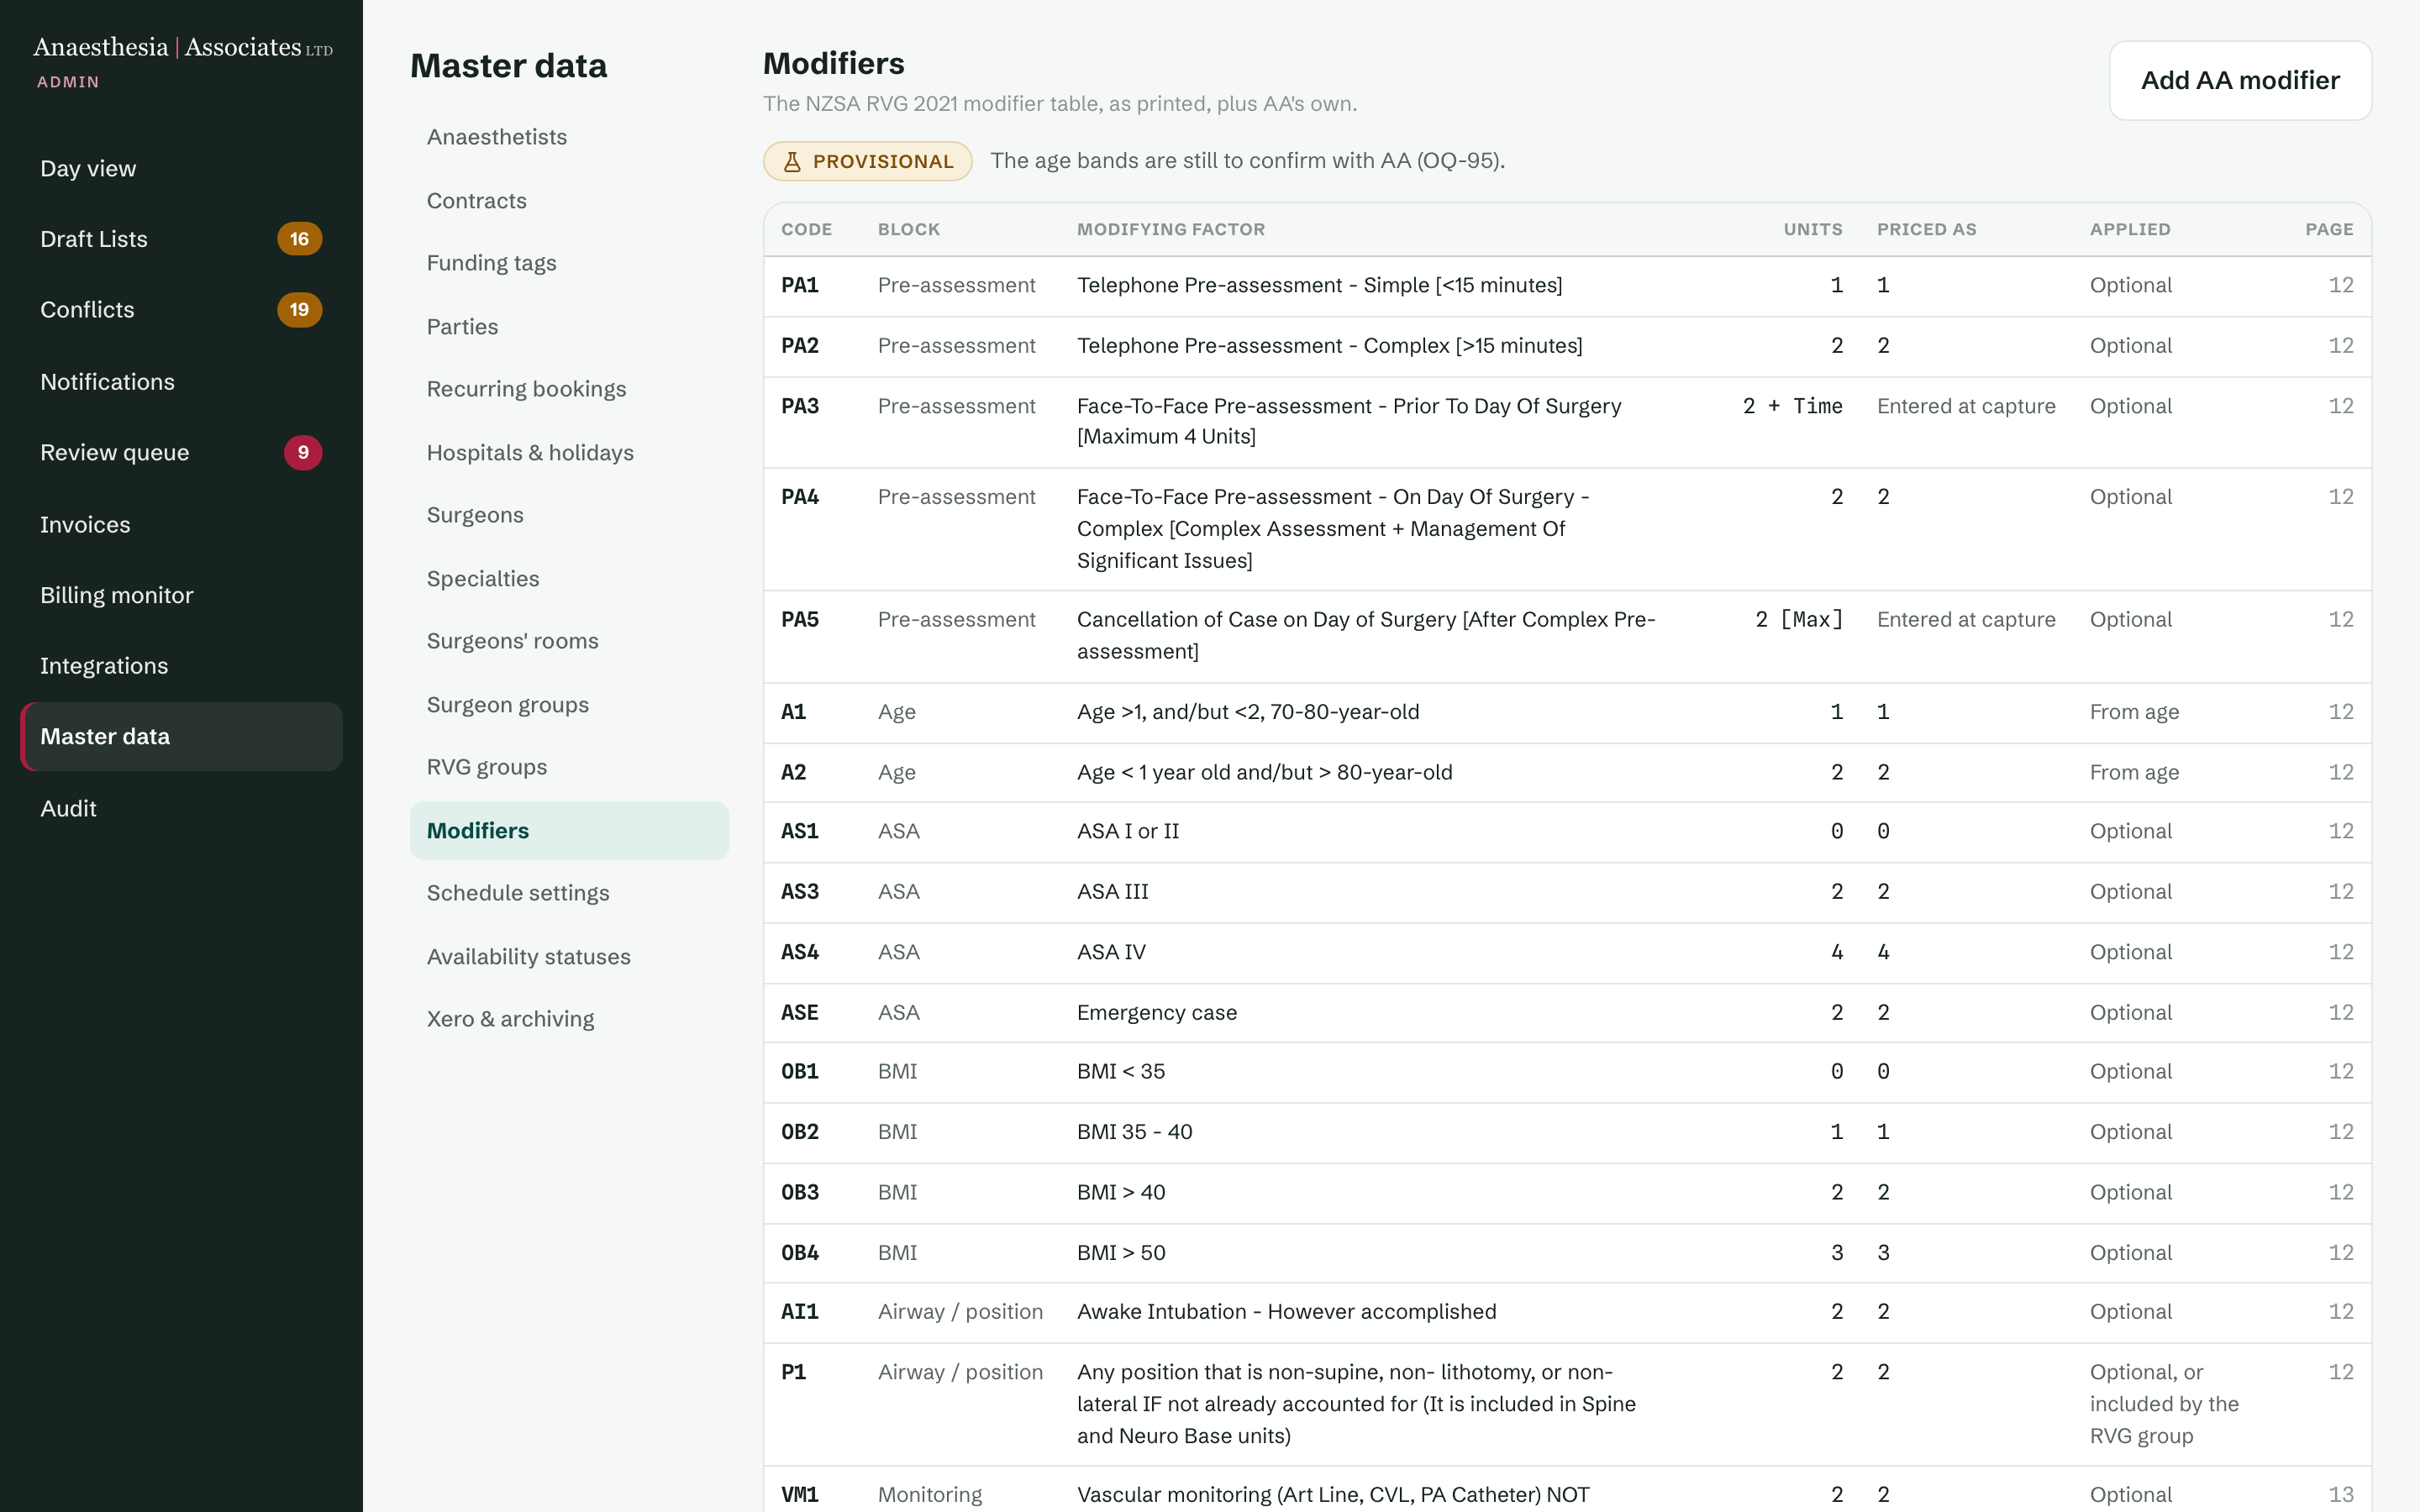 Anaesthesia | Associates LTD
ADMIN
Day view
Draft Lists 16
Conflicts 19
Notifications
Review queue 9
Invoices
Billing monitor
Integrations
Master data
Audit
Master data
Anaesthetists
Contracts
Funding tags
Parties
Recurring bookings
Hospitals & holidays
Surgeons
Specialties
Surgeons' rooms
Surgeon groups
RVG groups
Modifiers
Schedule settings
Availability statuses
Xero & archiving
Modifiers
The NZSA RVG 2021 modifier table, as printed, plus AA's own.
Add AA modifier
PROVISIONAL The age bands are still to confirm with AA (OQ-95).
CODE BLOCK MODIFYING FACTOR UNITS PRICED AS APPLIED PAGE
PA1 Pre-assessment Telephone Pre-assessment - Simple [<15 minutes] 1 1 Optional 12
PA2 Pre-assessment Telephone Pre-assessment - Complex [>15 minutes] 2 2 Optional 12
PA3 Pre-assessment Face-To-Face Pre-assessment - Prior To Day Of Surgery 2 + Time Entered at capture Optional 12
[Maximum 4 Units]
PA4 Pre-assessment Face-To-Face Pre-assessment - On Day Of Surgery - 2 2 Optional 12
Complex [Complex Assessment + Management Of
Significant Issues]
PA5 Pre-assessment Cancellation of Case on Day of Surgery [After Complex Pre- 2 [Max] Entered at capture Optional 12
assessment]
A1 Age Age >1, and/but <2, 70-80-year-old 1 1 From age 12
A2 Age Age < 1 year old and/but > 80-year-old 2 2 From age 12
AS1 ASA ASA I or II 0 0 Optional 12
AS3 ASA ASA III 2 2 Optional 12
AS4 ASA ASA IV 4 4 Optional 12
ASE ASA Emergency case 2 2 Optional 12
OB1 BMI BMI < 35 0 0 Optional 12
OB2 BMI BMI 35 - 40 1 1 Optional 12
OB3 BMI BMI > 40 2 2 Optional 12
OB4 BMI BMI > 50 3 3 Optional 12
AI1 Airway / position Awake Intubation - However accomplished 2 2 Optional 12
P1 Airway / position Any position that is non-supine, non- lithotomy, or non- 2 2 Optional, or 12
lateral IF not already accounted for (It is included in Spine included by the
and Neuro Base units) RVG group
VM1 Monitoring Vascular monitoring (Art Line, CVL, PA Catheter) NOT 2 2 Optional 13